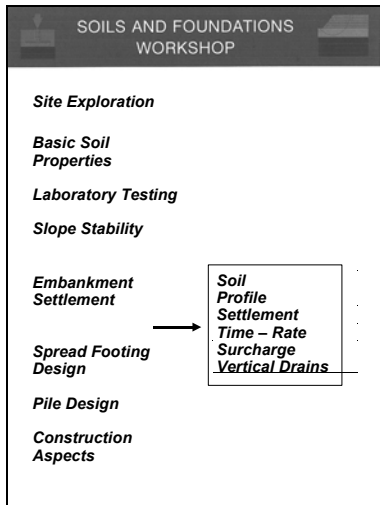 SOILS AND FOUNDATIONS
WORKSHOP
Site Exploration
Basic Soil
Properties
Laboratory Testing
Slope Stability
Embankment
Settlement
Soil
Profile
Settlement
Time – Rate
Surcharge
Vertical Drains
Spread Footing
Design
Pile Design
Construction
Aspects